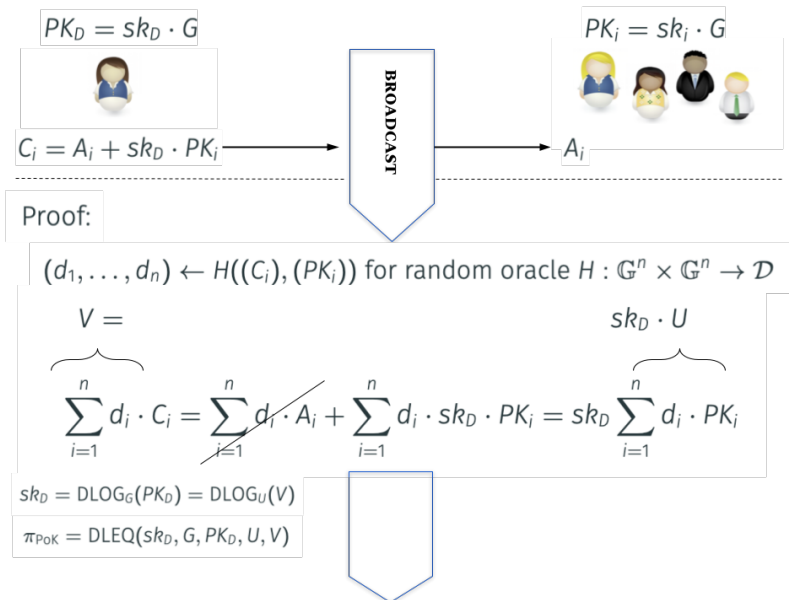 PK_D = sk_D · G
PK_i = sk_i · G
BROADCAST
C_i = A_i + sk_D · PK_i
A_i
Proof:
(d_1, . . . , d_n) ← H((C_i), (PK_i)) for random oracle H : 𝔾^n × 𝔾^n → 𝒟
V =
sk_D · U
∑_{i=1}^{n} d_i · C_i = ∑_{i=1}^{n} d_i · A_i + ∑_{i=1}^{n} d_i · sk_D · PK_i = sk_D ∑_{i=1}^{n} d_i · PK_i
sk_D = DLOG_G(PK_D) = DLOG_U(V)
π_PoK = DLEQ(sk_D, G, PK_D, U, V)